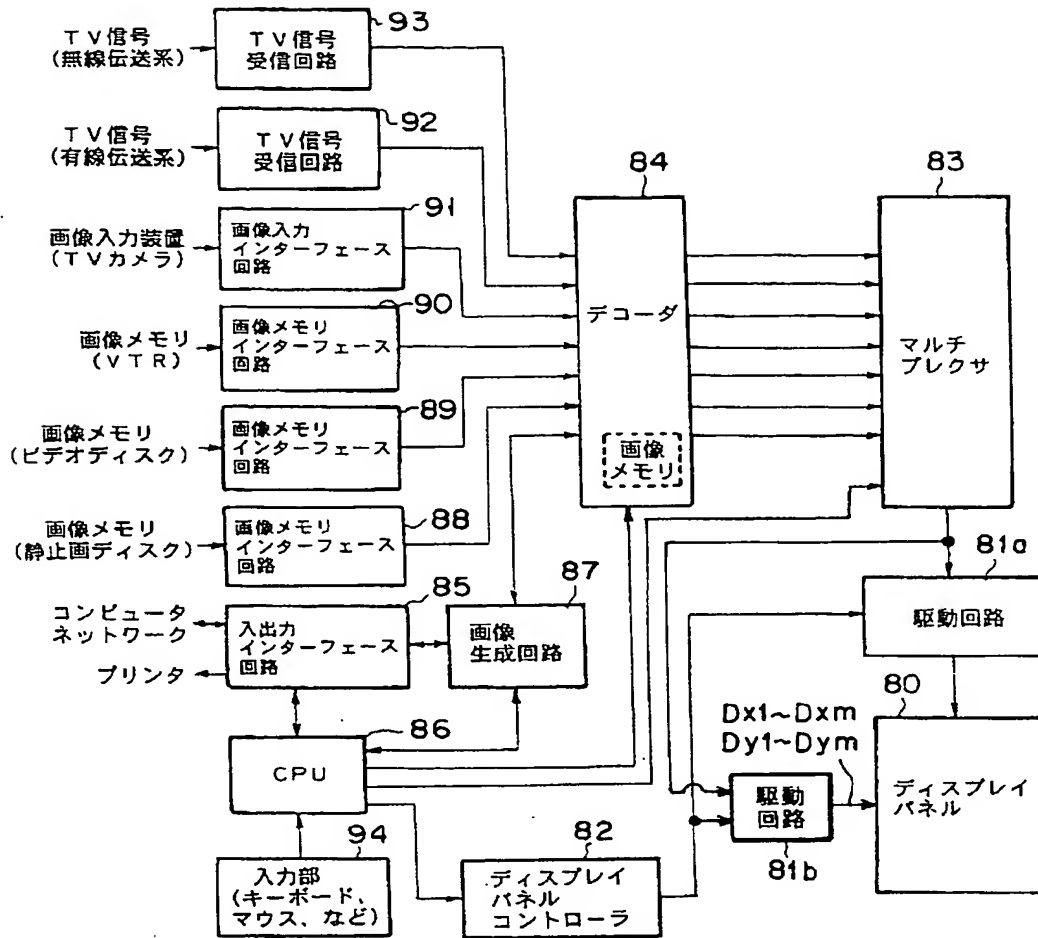 93
TV信号
(無線伝送系)
TV信号
受信回路
92
TV信号
(有線伝送系)
TV信号
受信回路
84
83
91
画像入力装置
(TVカメラ)
画像入力
インターフェース
回路
90
画像メモリ
(VTR)
画像メモリ
インターフェース
回路
デコーダ
マルチ
プレクサ
89
画像メモリ
(ビデオディスク)
画像メモリ
インターフェース
回路
画像
メモリ
88
画像メモリ
(静止画ディスク)
画像メモリ
インターフェース
回路
87
81a
85
コンピュータ
ネットワーク
プリンタ
入出力
インターフェース
回路
画像
生成回路
駆動回路
80
86
CPU
Dx1~Dxm
Dy1~Dym
駆動
回路
81b
ディスプレイ
パネル
94
入力部
(キーボード、
マウス、など)
82
ディスプレイ
パネル
コントローラ